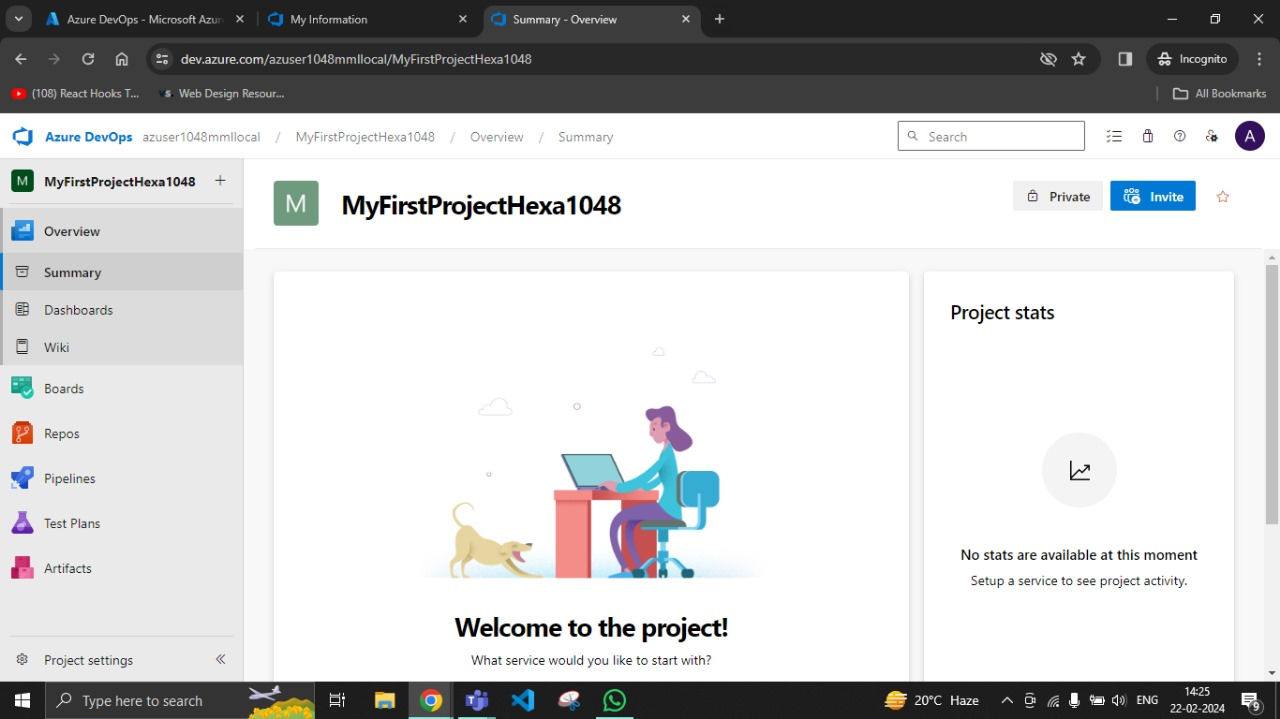 Azure DevOps - Microsoft Azur
My Information
Summary - Overview
dev.azure.com/azuser1048mmllocal/MyFirstProjectHexa1048
Incognito
(108) React Hooks T...
Web Design Resour...
All Bookmarks
Azure DevOps azuser1048mmllocal / MyFirstProjectHexa1048 / Overview / Summary
Search
A
M MyFirstProjectHexa1048
Overview
Summary
Dashboards
Wiki
Boards
Repos
Pipelines
Test Plans
Artifacts
Project settings
M MyFirstProjectHexa1048
Private
Invite
Welcome to the project!
What service would you like to start with?
Project stats
No stats are available at this moment
Setup a service to see project activity.
Type here to search
20°C Haze
ENG
14:25
22-02-2024
9